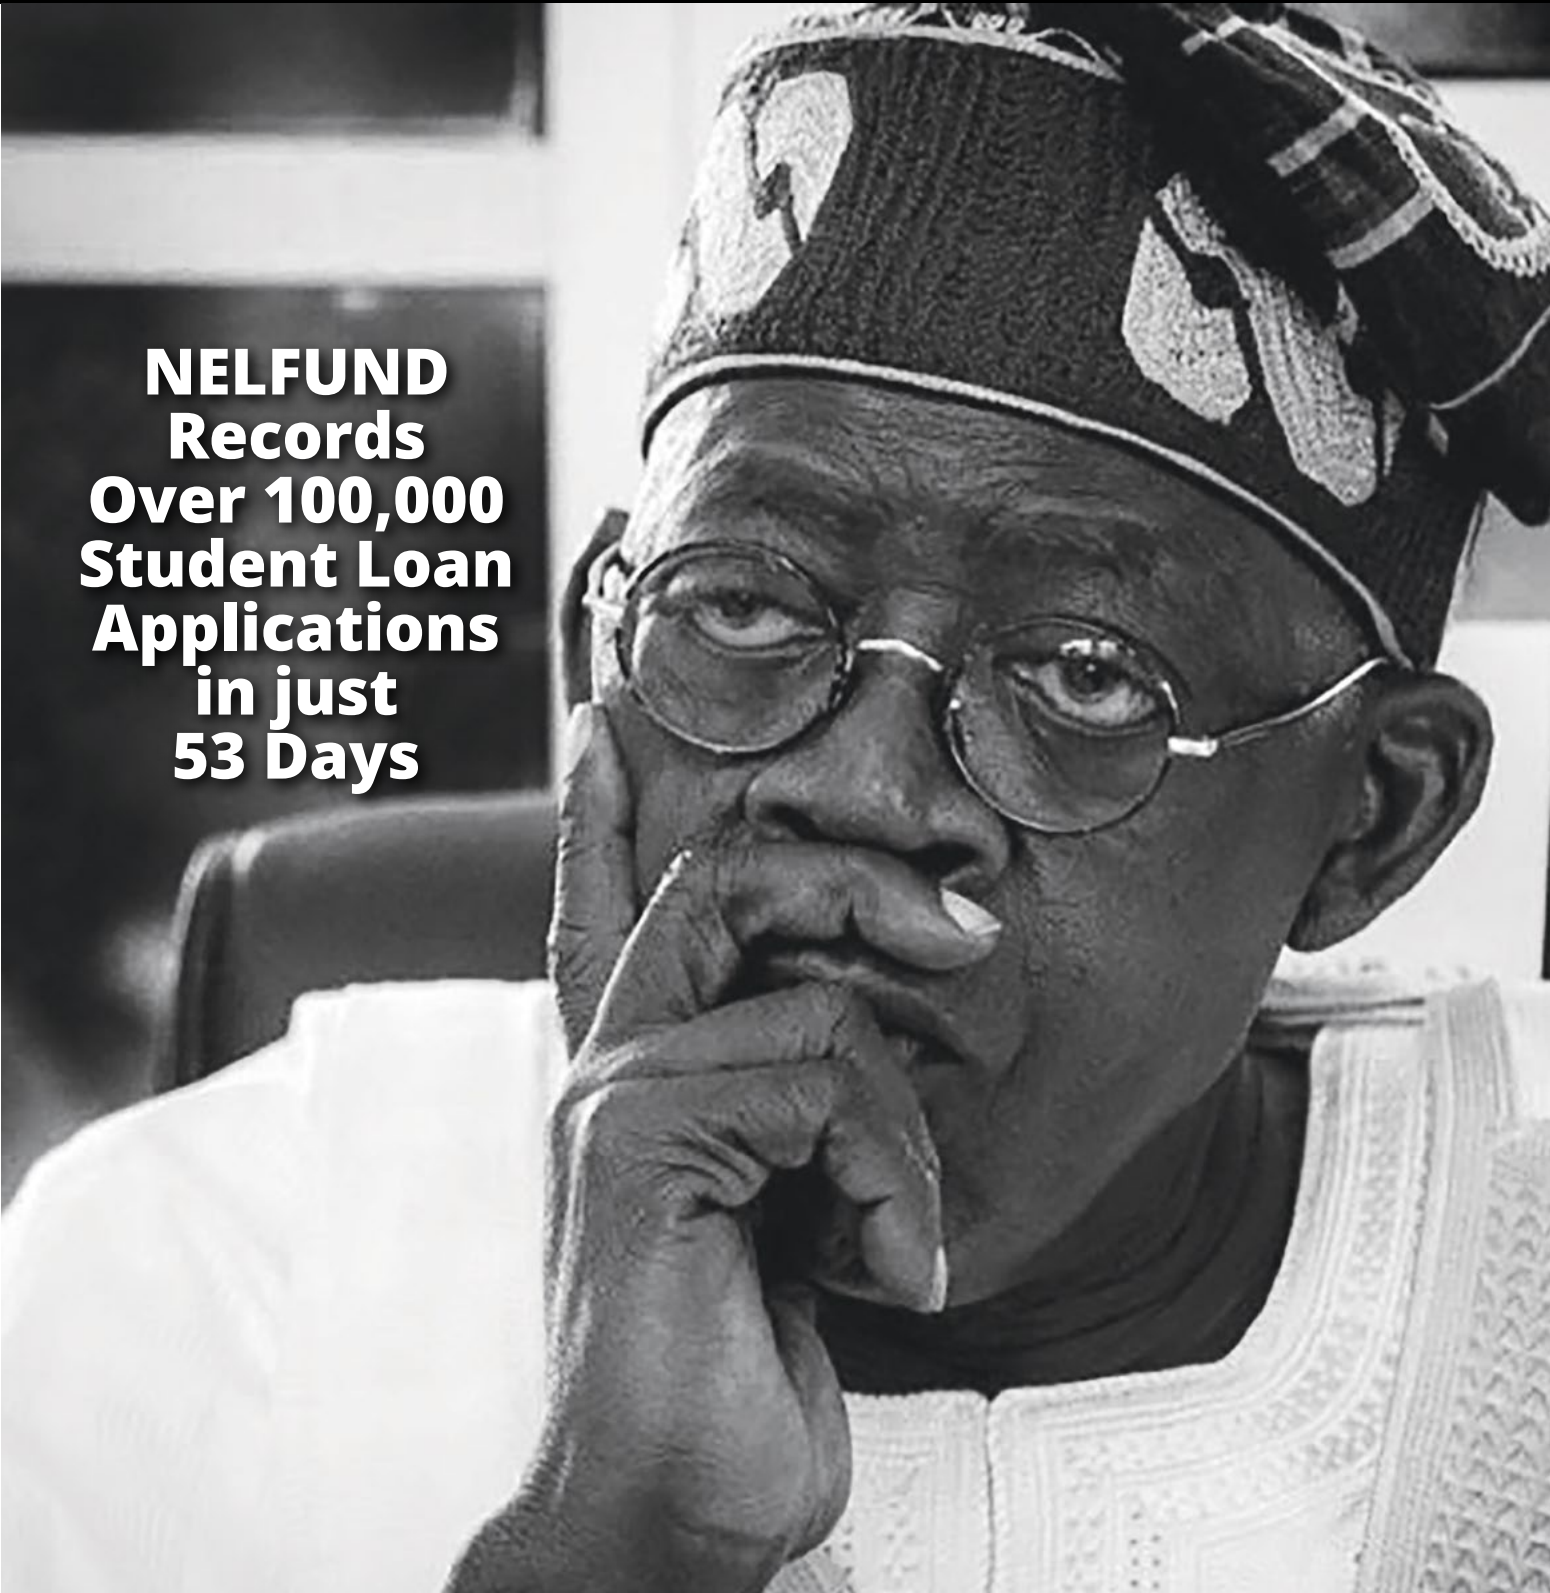 NELFUND
Records
Over 100,000
Student Loan
Applications
in just
53 Days